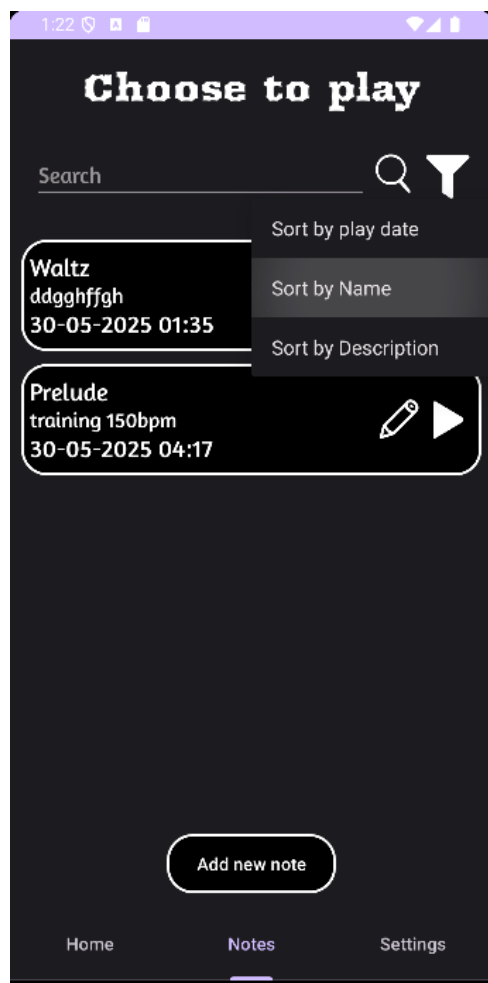 1:22
Choose to play
Search
Sort by play date
Waltz
ddgghffgh
Sort by Name
30-05-2025 01:35
Sort by Description
Prelude
training 150bpm
30-05-2025 04:17
Add new note
Home Notes Settings